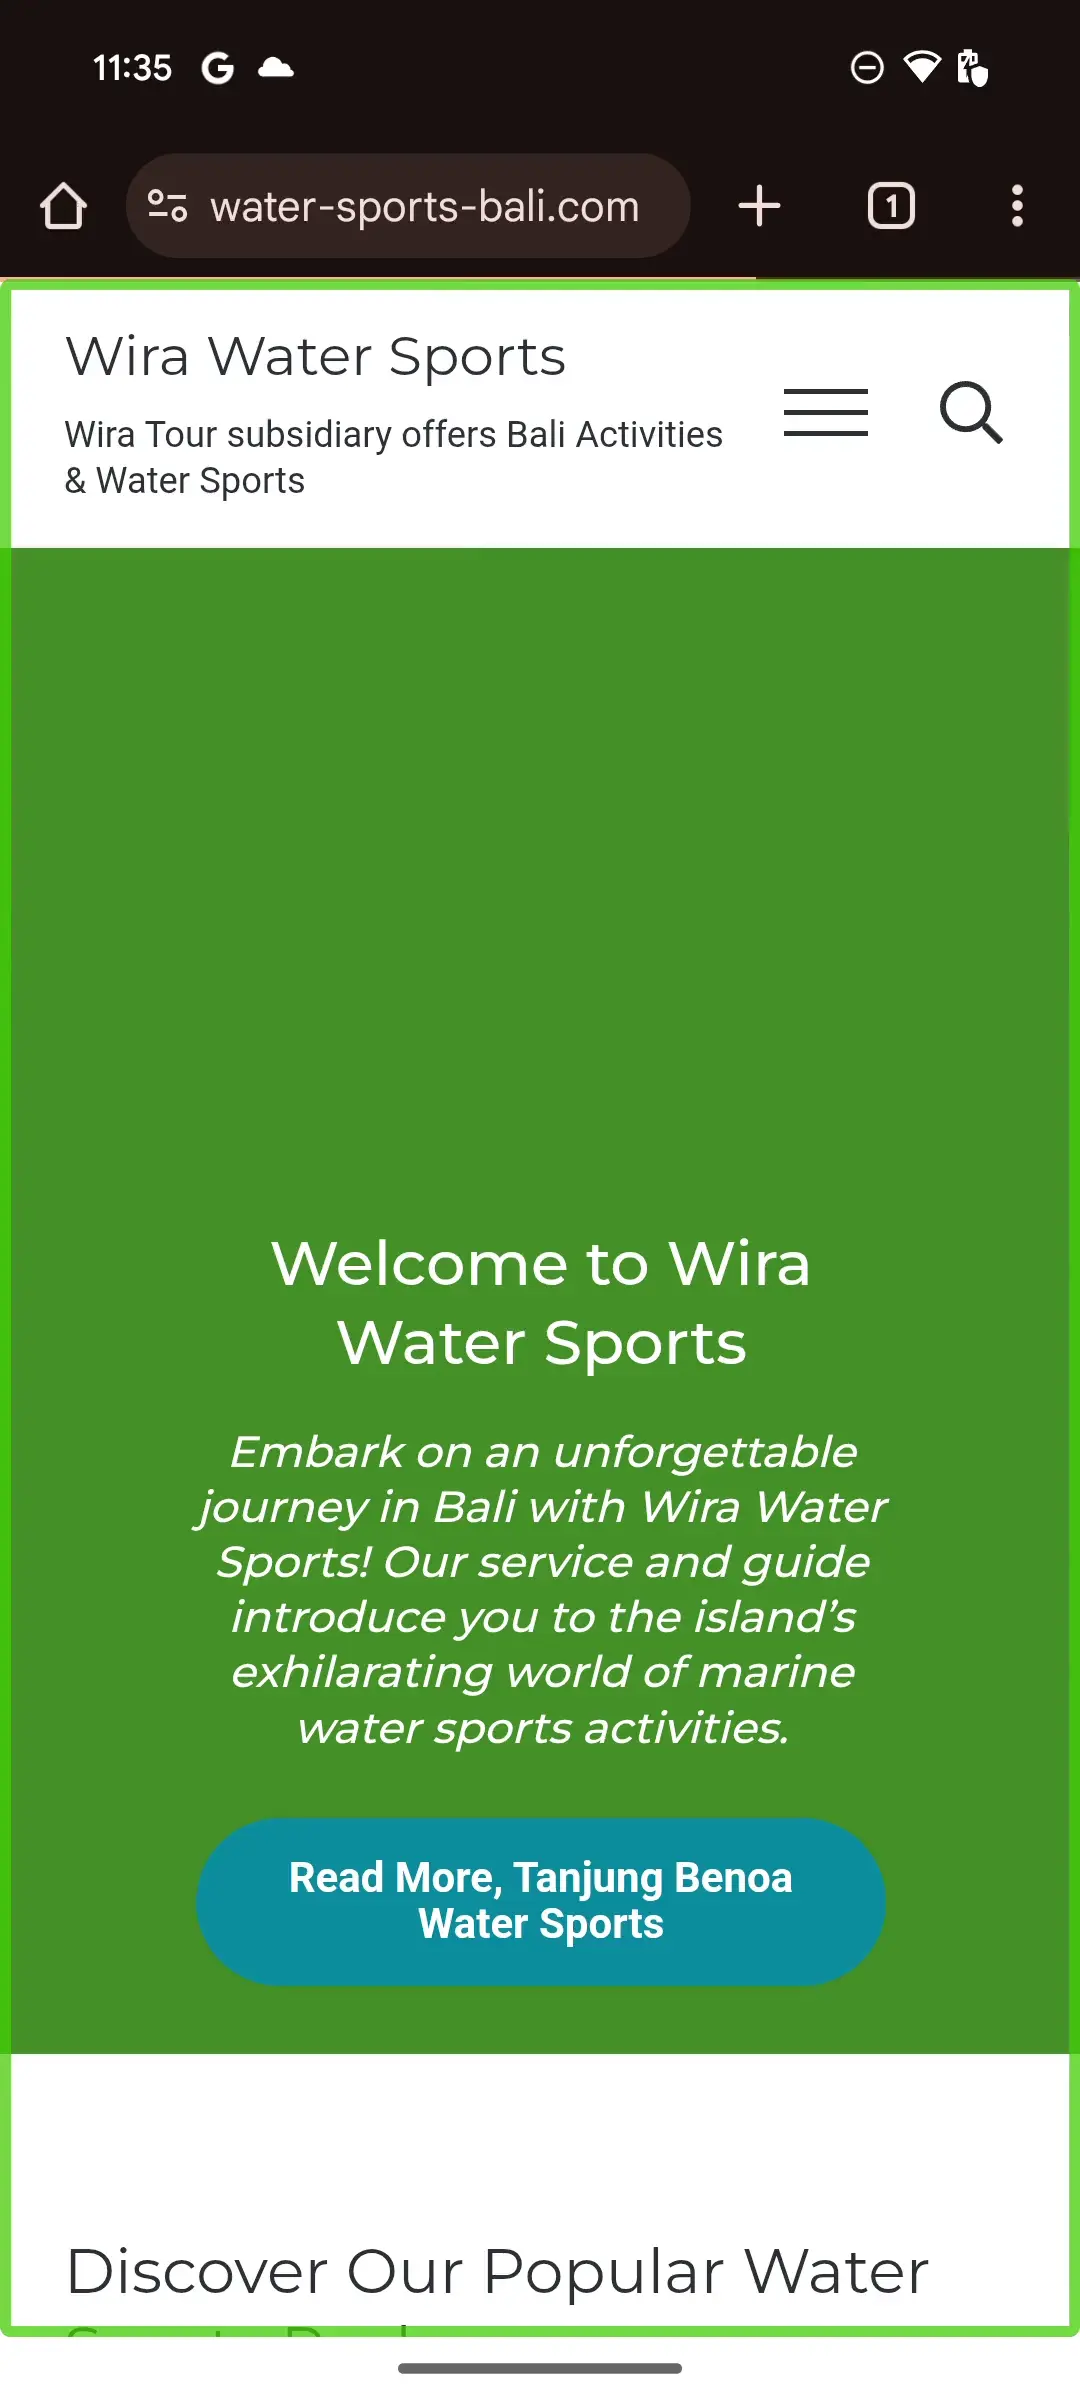 11:35
water-sports-bali.com
1
Wira Water Sports
Wira Tour subsidiary offers Bali Activities
& Water Sports
Welcome to Wira
Water Sports
Embark on an unforgettable
journey in Bali with Wira Water
Sports! Our service and guide
introduce you to the island’s
exhilarating world of marine
water sports activities.
Read More, Tanjung Benoa
Water Sports
Discover Our Popular Water